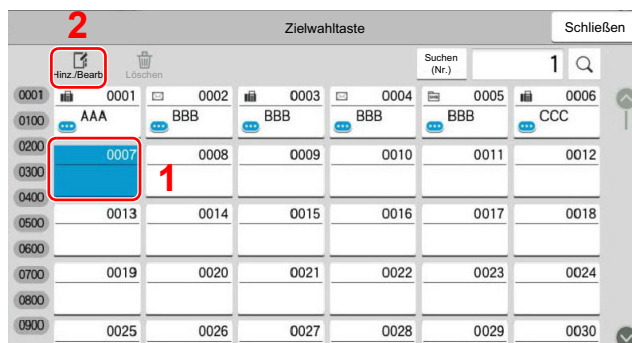 2
Zielwahltaste
Schließen
Hinz./Bearb.
Löschen
Suchen
(Nr.)
1
0001
0100
0200
0300
0400
0500
0600
0700
0800
0900
0001 0002 0003 0004 0005 0006
AAA BBB BBB BBB BBB CCC
0007 0008 0009 0010 0011 0012
1
0013 0014 0015 0016 0017 0018
0019 0020 0021 0022 0023 0024
0025 0026 0027 0028 0029 0030